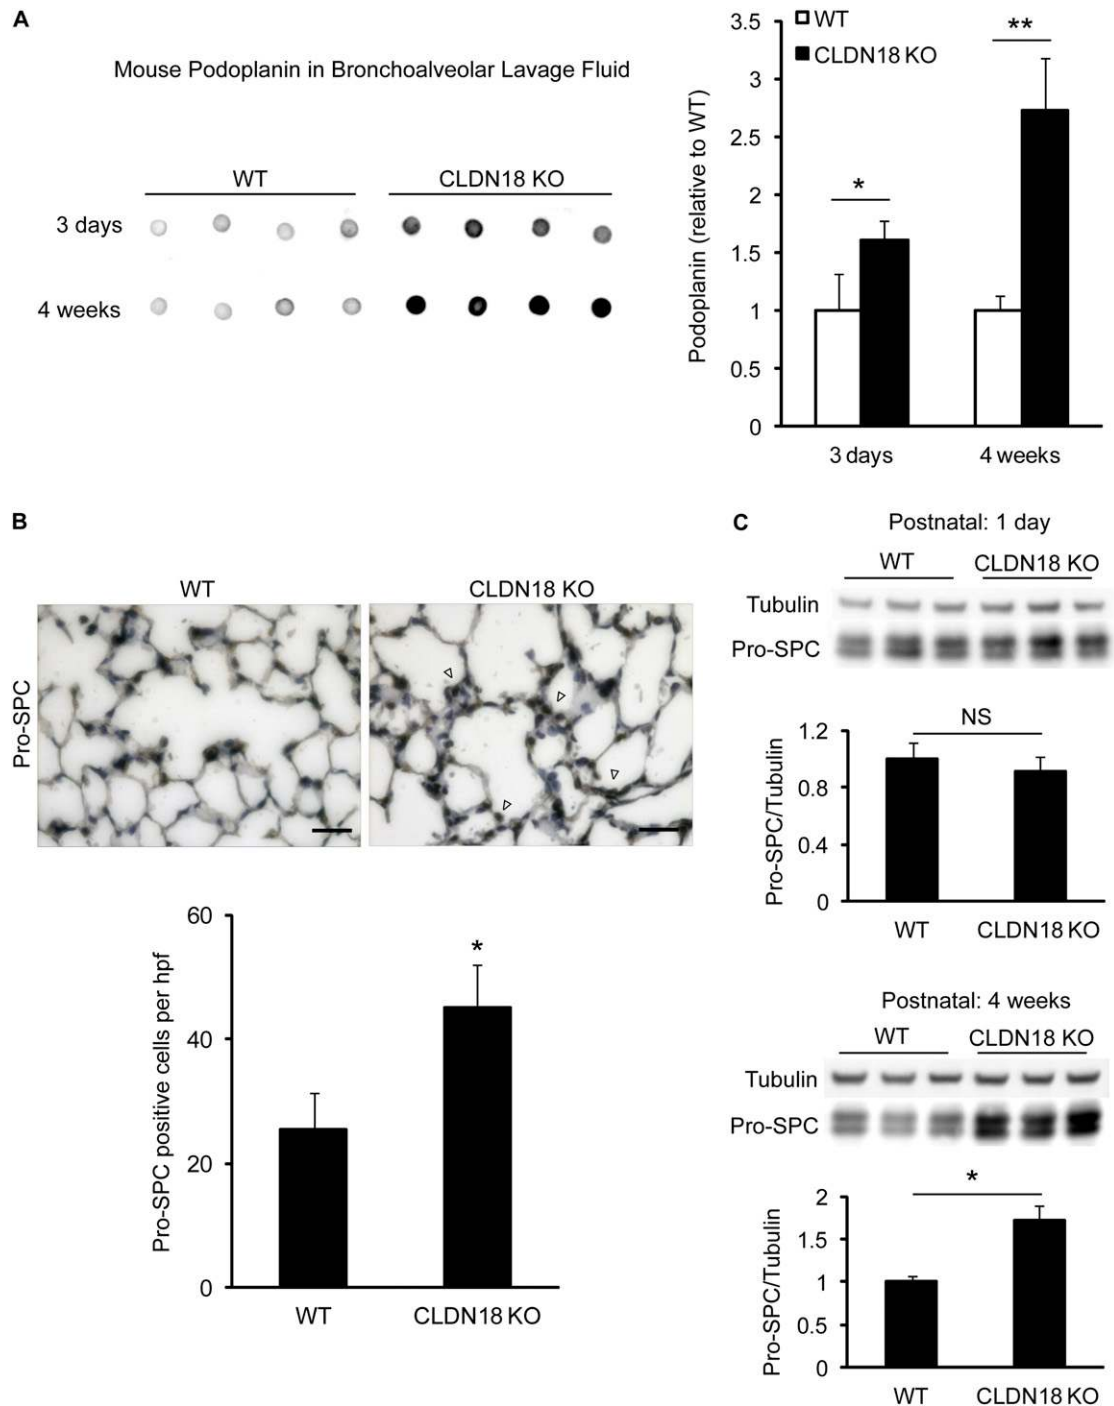 A
Mouse Podoplanin in Bronchoalveolar Lavage Fluid
WT
CLDN18 KO
3 days
4 weeks
Podoplanin (relative to WT)
3.5
3
2.5
2
1.5
1
0.5
0
WT
CLDN18 KO
*
**
3 days
4 weeks
B
WT
CLDN18 KO
Pro-SPC
Pro-SPC positive cells per hpf
60
40
20
0
*
WT
CLDN18 KO
C
Postnatal: 1 day
WT
CLDN18 KO
Tubulin
Pro-SPC
Pro-SPC/Tubulin
1.2
0.8
0.4
0
NS
WT
CLDN18 KO
Postnatal: 4 weeks
WT
CLDN18 KO
Tubulin
Pro-SPC
Pro-SPC/Tubulin
2
1.5
1
0.5
0
*
WT
CLDN18 KO